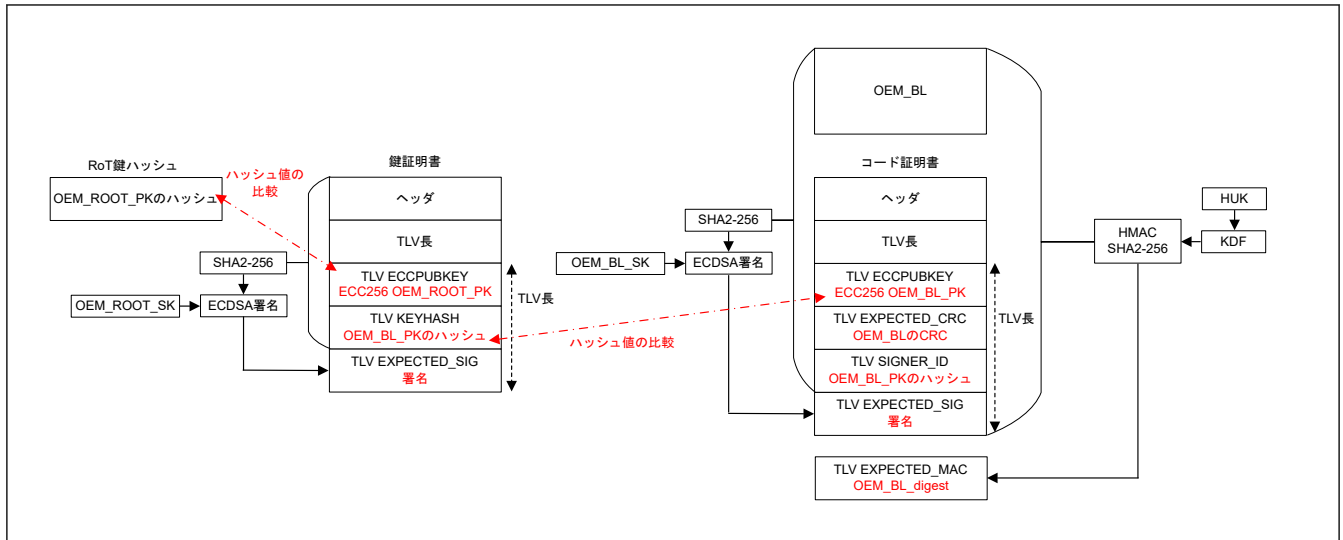 RoT鍵ハッシュ
OEM_ROOT_PKのハッシュ
ハッシュ値の
比較
鍵証明書
ヘッダ
TLV長
TLV ECCPUBKEY
ECC256 OEM_ROOT_PK
TLV KEYHASH
OEM_BL_PKのハッシュ
TLV EXPECTED_SIG
署名
TLV長
SHA2-256
OEM_ROOT_SK
ECDSA署名
ハッシュ値の比較
OEM_BL
コード証明書
ヘッダ
TLV長
TLV ECCPUBKEY
ECC256 OEM_BL_PK
TLV EXPECTED_CRC
OEM_BLのCRC
TLV SIGNER_ID
OEM_BL_PKのハッシュ
TLV EXPECTED_SIG
署名
TLV長
SHA2-256
OEM_BL_SK
ECDSA署名
HUK
KDF
HMAC
SHA2-256
TLV EXPECTED_MAC
OEM_BL_digest